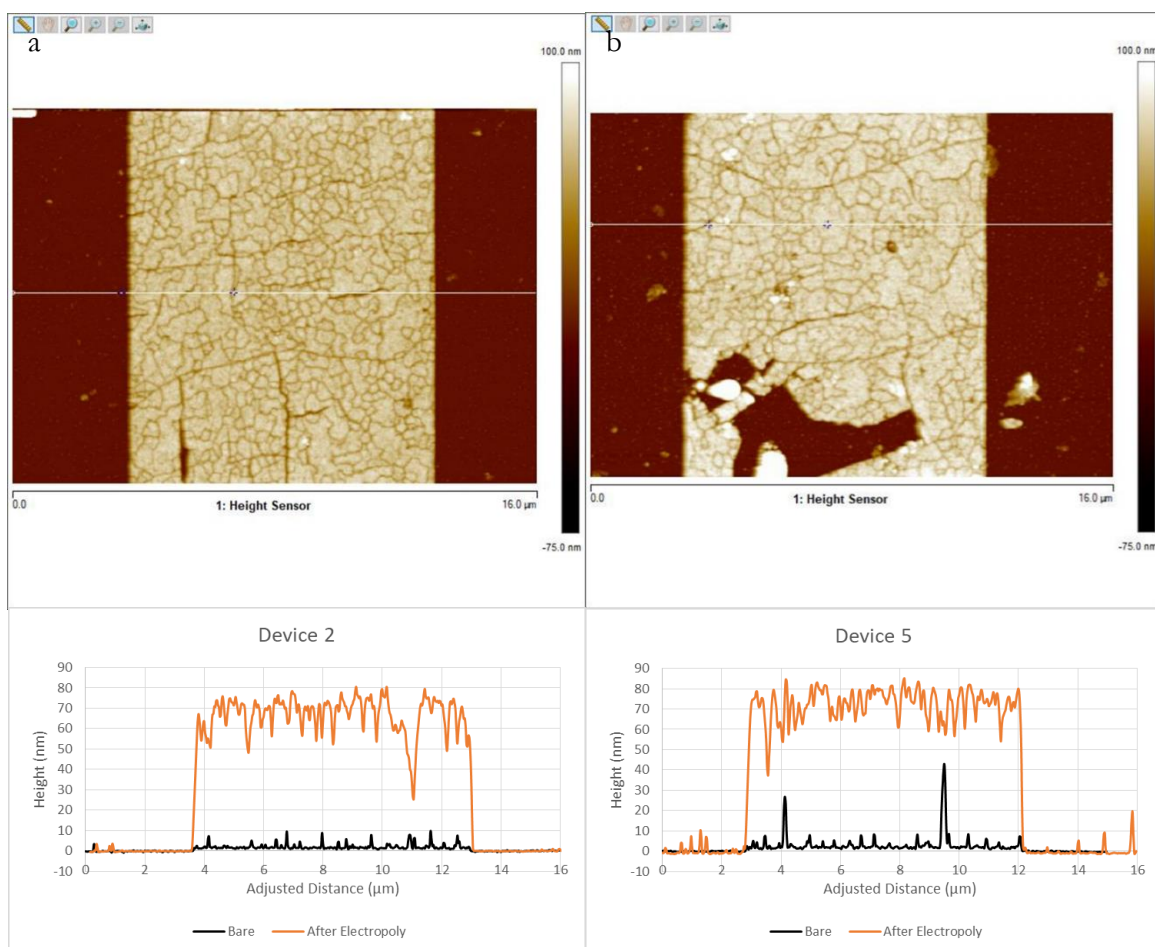 a
100.0 nm
-75.0 nm
0.0
1: Height Sensor
16.0 µm
b
100.0 nm
-75.0 nm
0.0
1: Height Sensor
16.0 µm
Device 2
90
80
70
60
50
40
30
20
10
0
-10
Height (nm)
0 2 4 6 8 10 12 14 16
Adjusted Distance (µm)
Bare After Electropoly
Device 5
90
80
70
60
50
40
30
20
10
0
-10
Height (nm)
0 2 4 6 8 10 12 14 16
Adjusted Distance (µm)
Bare After Electropoly